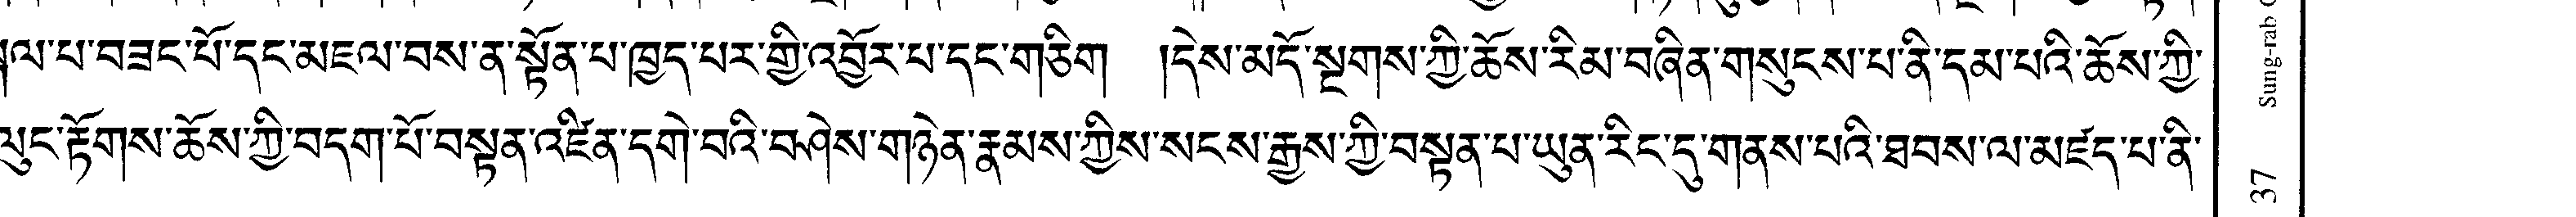 ལ་པ་བཟང་པོ་དང་མཇལ་བས་ན་སྟོན་པ་ཁྱད་པར་གྱི་འབྱོར་པ་དང་གཅིག །དེས་མདོ་སྔགས་ཀྱི་ཆོས་རིམ་བཞིན་གསུངས་པ་ནི་དམ་པའི་ཆོས་ཀྱི་
ལུང་རྟོགས་ཆོས་ཀྱི་བདག་པོ་བསྟན་འཛིན་དགེ་བའི་བཤེས་གཉེན་རྣམས་ཀྱིས་སངས་རྒྱས་ཀྱི་བསྟན་པ་ཡུན་རིང་དུ་གནས་པའི་ཐབས་ལ་མཛད་པ་ནི་
Sung-rab
37